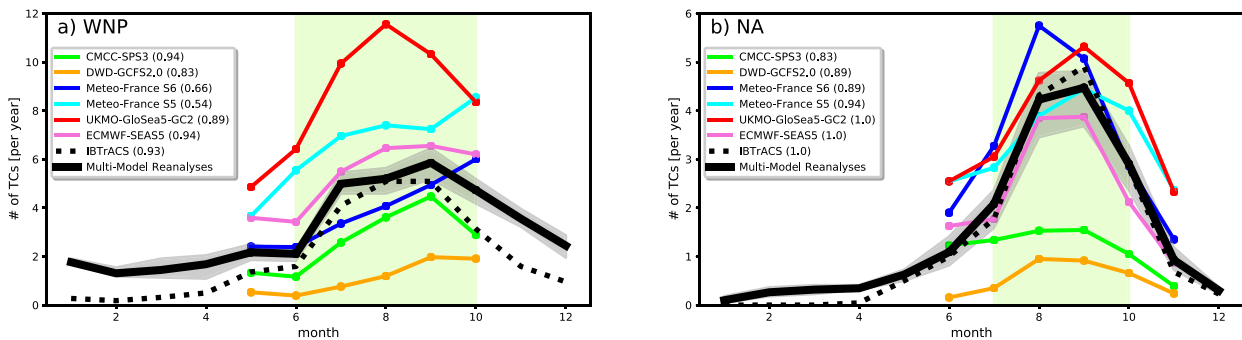 a) WNP
12
10
8
6
4
2
0
# of TCs [per year]
CMCC-SPS3 (0.94)
DWD-GCFS2.0 (0.83)
Meteo-France S6 (0.66)
Meteo-France S5 (0.54)
UKMO-GloSea5-GC2 (0.89)
ECMWF-SEAS5 (0.94)
IBTrACS (0.93)
Multi-Model Reanalyses
2 4 6 8 10 12
month
b) NA
6
5
4
3
2
1
0
# of TCs [per year]
CMCC-SPS3 (0.83)
DWD-GCFS2.0 (0.89)
Meteo-France S6 (0.89)
Meteo-France S5 (0.94)
UKMO-GloSea5-GC2 (1.0)
ECMWF-SEAS5 (1.0)
IBTrACS (1.0)
Multi-Model Reanalyses
2 4 6 8 10 12
month